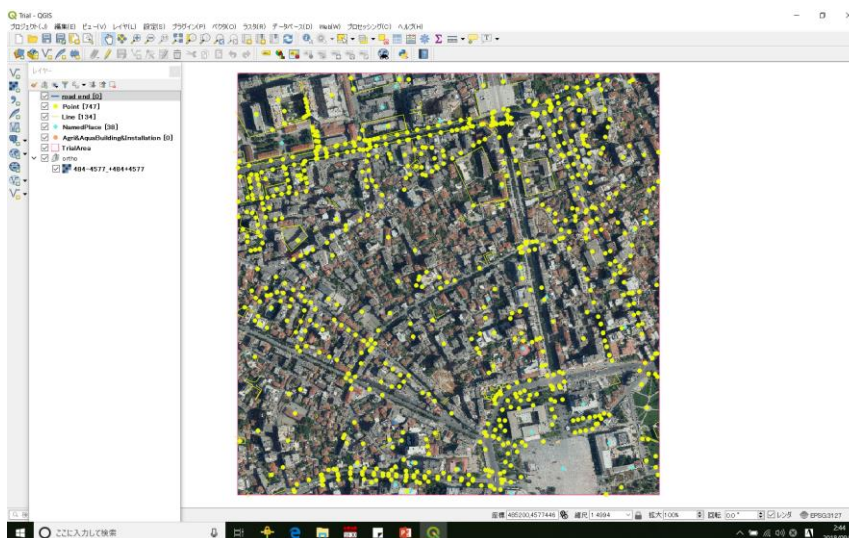 Trial - QGIS
プロジェクト(J) 編集(E) ビュー(V) レイヤ(L) 設定(S) プラグイン(P) ベクタ(O) ラスタ(R) データベース(D) Web(W) プロセッシング(C) ヘルプ(H)
レイヤー
road_end [0]
Point [747]
Line [134]
NamedPlace [38]
Agri&AquaBuilding&Installation [0]
TrialArea
ortho
484-4577_+484+4577
座標 485200,4577446 縮尺 1:4994 拡大 100% 回転 0.0° レンダ EPSG:3127
ここに入力して検索
2:44